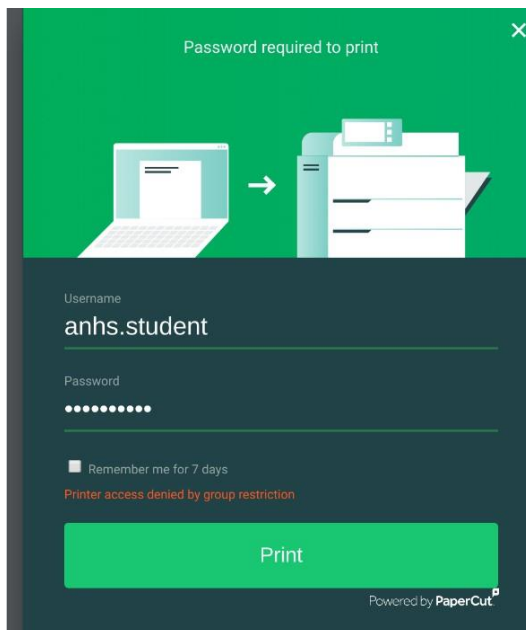 Password required to print
Username
anhs.student
Password
••••••••••
Remember me for 7 days
Printer access denied by group restriction
Print
Powered by PaperCut